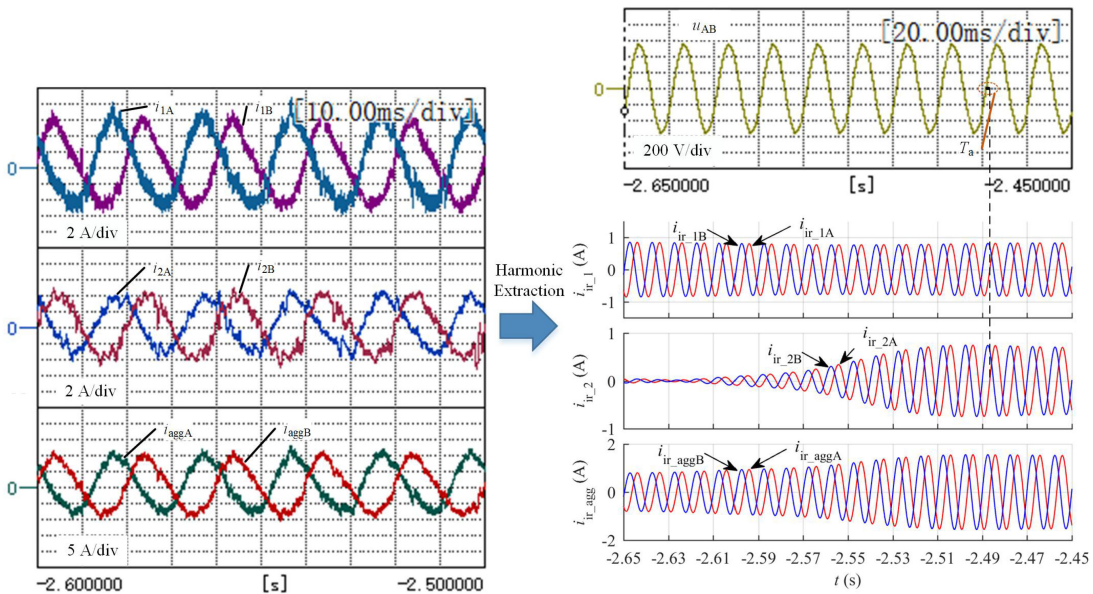 i1A
i1B
[10.00ms/div]
0
2 A/div
i2A
i2B
0
2 A/div
iaggA
iaggB
0
5 A/div
-2.600000
[s]
-2.500000
Harmonic
Extraction
uAB
[20.00ms/div]
0
200 V/div
Ta
-2.650000
[s]
-2.450000
iir_1B
iir_1A
iir_1 (A)
1
0
-1
iir_2B
iir_2A
iir_2 (A)
1
0
-1
iir_aggB
iir_aggA
iir_agg (A)
2
0
-2
-2.65 -2.63 -2.61 -2.59 -2.57 -2.55 -2.53 -2.51 -2.49 -2.47 -2.45
t (s)